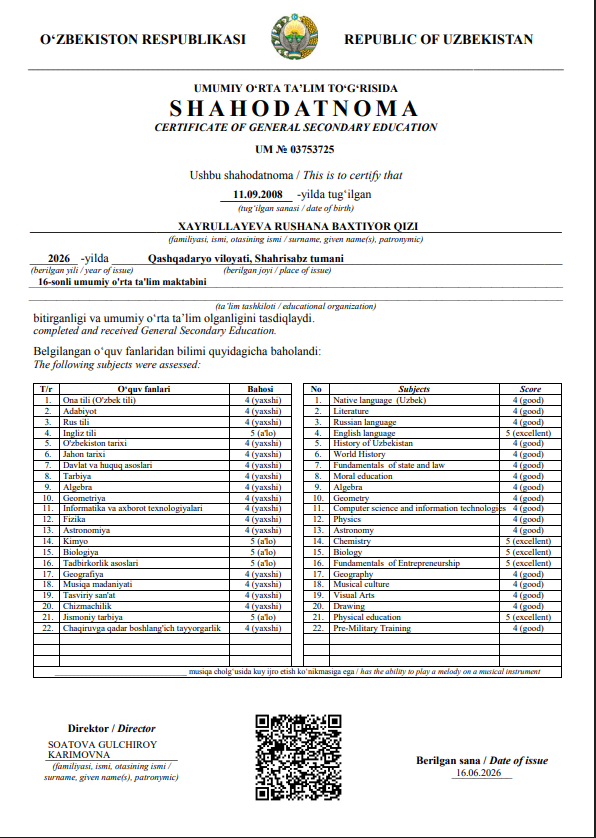 O‘ZBEKISTON RESPUBLIKASI REPUBLIC OF UZBEKISTAN
UMUMIY O‘RTA TA’LIM TO‘G‘RISIDA
SHAHODATNOMA
CERTIFICATE OF GENERAL SECONDARY EDUCATION
UM № 03753725
Ushbu shahodatnoma / This is to certify that
11.09.2008 -yilda tug‘ilgan
(tug‘ilgan sanasi / date of birth)
XAYRULLAYEVA RUSHANA BAXTIYOR QIZI
(familiyasi, ismi, otasining ismi / surname, given name(s), patronymic)
2026 -yilda Qashqadaryo viloyati, Shahrisabz tumani
(berilgan yili / year of issue) (berilgan joyi / place of issue)
16-sonli umumiy o'rta ta'lim maktabini
(ta’lim tashkiloti / educational organization)
bitirganligi va umumiy o‘rta ta’lim olganligini tasdiqlaydi.
completed and received General Secondary Education.
Belgilangan o‘quv fanlaridan bilimi quyidagicha baholandi:
The following subjects were assessed:
T/r O‘quv fanlari Bahosi No Subjects Score
1. Ona tili (O'zbek tili) 4 (yaxshi) 1. Native language (Uzbek) 4 (good)
2. Adabiyot 4 (yaxshi) 2. Literature 4 (good)
3. Rus tili 4 (yaxshi) 3. Russian language 4 (good)
4. Ingliz tili 5 (a'lo) 4. English language 5 (excellent)
5. O'zbekiston tarixi 4 (yaxshi) 5. History of Uzbekistan 4 (good)
6. Jahon tarixi 4 (yaxshi) 6. World History 4 (good)
7. Davlat va huquq asoslari 4 (yaxshi) 7. Fundamentals of state and law 4 (good)
8. Tarbiya 4 (yaxshi) 8. Moral education 4 (good)
9. Algebra 4 (yaxshi) 9. Algebra 4 (good)
10. Geometriya 4 (yaxshi) 10. Geometry 4 (good)
11. Informatika va axborot texnologiyalari 4 (yaxshi) 11. Computer science and information technologies 4 (good)
12. Fizika 4 (yaxshi) 12. Physics 4 (good)
13. Astronomiya 4 (yaxshi) 13. Astronomy 4 (good)
14. Kimyo 5 (a'lo) 14. Chemistry 5 (excellent)
15. Biologiya 5 (a'lo) 15. Biology 5 (excellent)
16. Tadbirkorlik asoslari 5 (a'lo) 16. Fundamentals of Entrepreneurship 5 (excellent)
17. Geografiya 4 (yaxshi) 17. Geography 4 (good)
18. Musiqa madaniyati 4 (yaxshi) 18. Musical culture 4 (good)
19. Tasviriy san'at 4 (yaxshi) 19. Visual Arts 4 (good)
20. Chizmachilik 4 (yaxshi) 20. Drawing 4 (good)
21. Jismoniy tarbiya 5 (a'lo) 21. Physical education 5 (excellent)
22. Chaqiruvga qadar boshlang'ich tayyorgarlik 4 (yaxshi) 22. Pre-Military Training 4 (good)
musiqa cholg‘usida kuy ijro etish ko‘nikmasiga ega / has the ability to play a melody on a musical instrument
Direktor / Director
SOATOVA GULCHIROY
KARIMOVNA
(familiyasi, ismi, otasining ismi /
surname, given name(s), patronymic)
Berilgan sana / Date of issue
16.06.2026